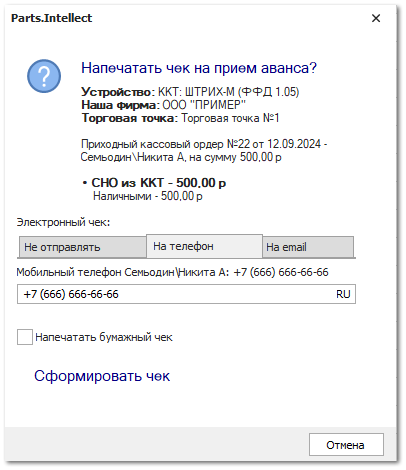 Parts.Intellect
Напечатать чек на прием аванса?
Устройство: ККТ: ШТРИХ-М (ФФД 1.05)
Наша фирма: ООО "ПРИМЕР"
Торговая точка: Торговая точка №1
Приходный кассовый ордер №22 от 12.09.2024 -
Семьодин\Никита А, на сумму 500,00 р
• СНО из ККТ - 500,00 р
Наличными - 500,00 р
Электронный чек:
Не отправлять На телефон На email
Мобильный телефон Семьодин\Никита А: +7 (666) 666-66-66
+7 (666) 666-66-66 RU
Напечатать бумажный чек
Сформировать чек
Отмена